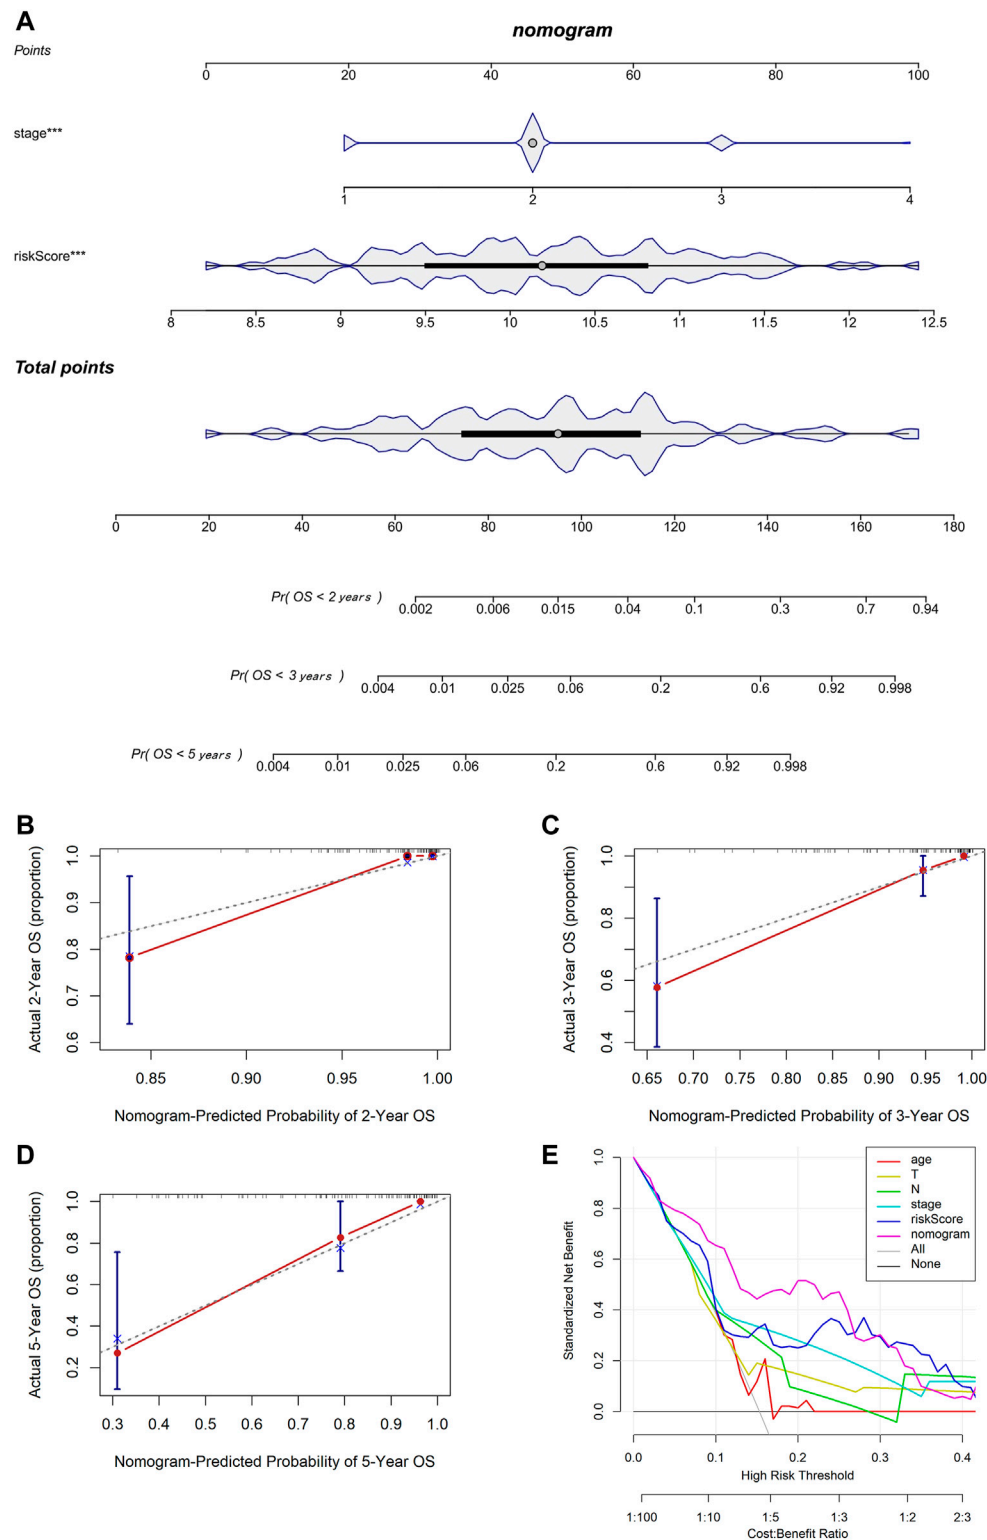 A
nomogram
Points
0 20 40 60 80 100
stage***
1 2 3 4
riskScore***
8 8.5 9 9.5 10 10.5 11 11.5 12 12.5
Total points
0 20 40 60 80 100 120 140 160 180
Pr( OS < 2 years )
0.002 0.006 0.015 0.04 0.1 0.3 0.7 0.94
Pr( OS < 3 years )
0.004 0.01 0.025 0.06 0.2 0.6 0.92 0.998
Pr( OS < 5 years )
0.004 0.01 0.025 0.06 0.2 0.6 0.92 0.998
B
Actual 2-Year OS (proportion)
1.0
0.9
0.8
0.7
0.6
0.85 0.90 0.95 1.00
Nomogram-Predicted Probability of 2-Year OS
C
Actual 3-Year OS (proportion)
1.0
0.8
0.6
0.4
0.65 0.70 0.75 0.80 0.85 0.90 0.95 1.00
Nomogram-Predicted Probability of 3-Year OS
D
Actual 5-Year OS (proportion)
1.0
0.8
0.6
0.4
0.2
0.3 0.4 0.5 0.6 0.7 0.8 0.9 1.0
Nomogram-Predicted Probability of 5-Year OS
E
Standardized Net Benefit
1.0
0.8
0.6
0.4
0.2
0.0
age
T
N
stage
riskScore
nomogram
All
None
0.0 0.1 0.2 0.3 0.4
High Risk Threshold
1:100 1:10 1:5 1:3 1:2 2:3
Cost:Benefit Ratio